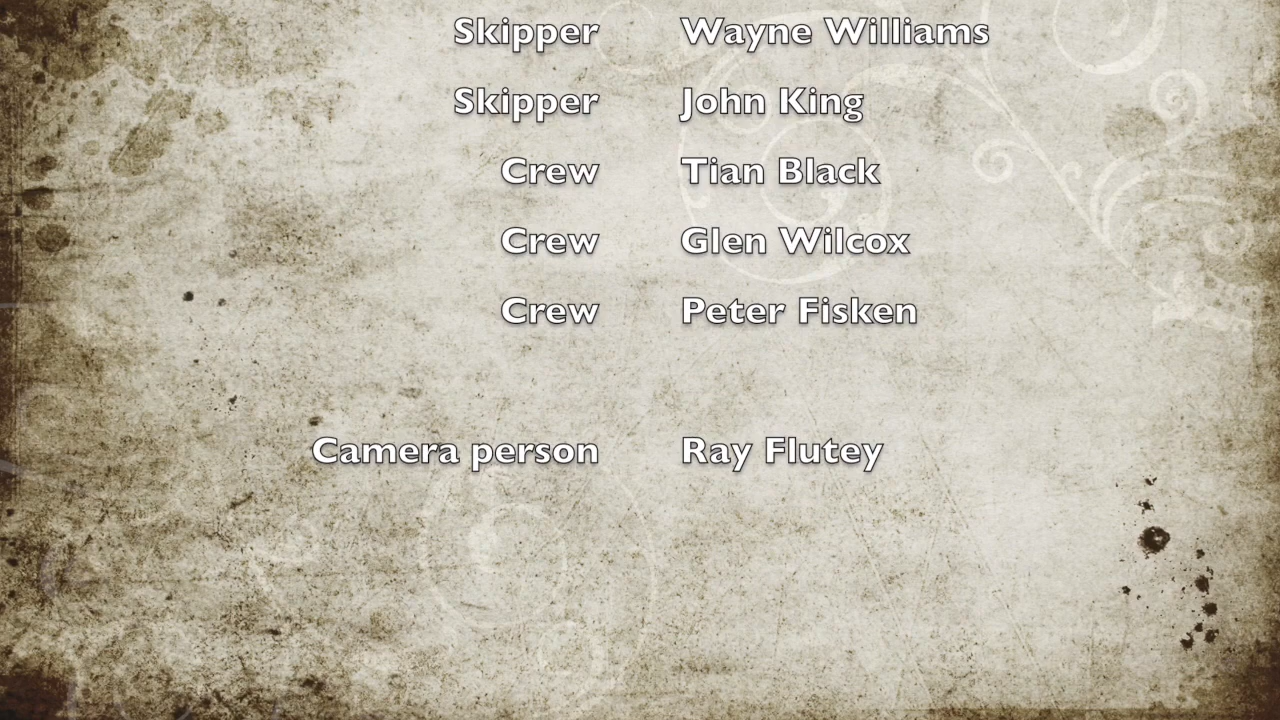 Skipper Wayne Williams
Skipper John King
Crew Tian Black
Crew Glen Wilcox
Crew Peter Fisken
Camera person Ray Flutey